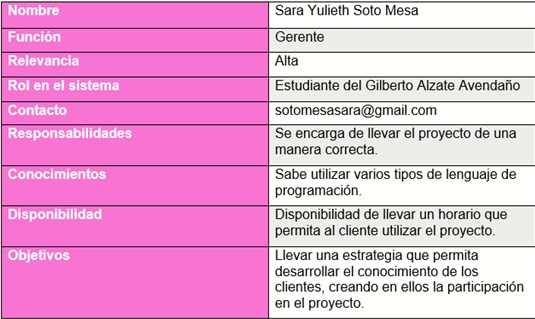 Nombre Sara Yulieth Soto Mesa
Función Gerente
Relevancia Alta
Rol en el sistema Estudiante del Gilberto Alzate Avendaño
Contacto sotomesasara@gmail.com
Responsabilidades Se encarga de llevar el proyecto de una
manera correcta.
Conocimientos Sabe utilizar varios tipos de lenguaje de
programación.
Disponibilidad Disponibilidad de llevar un horario que
permita al cliente utilizar el proyecto.
Objetivos Llevar una estrategia que permita
desarrollar el conocimiento de los
clientes, creando en ellos la participación
en el proyecto.